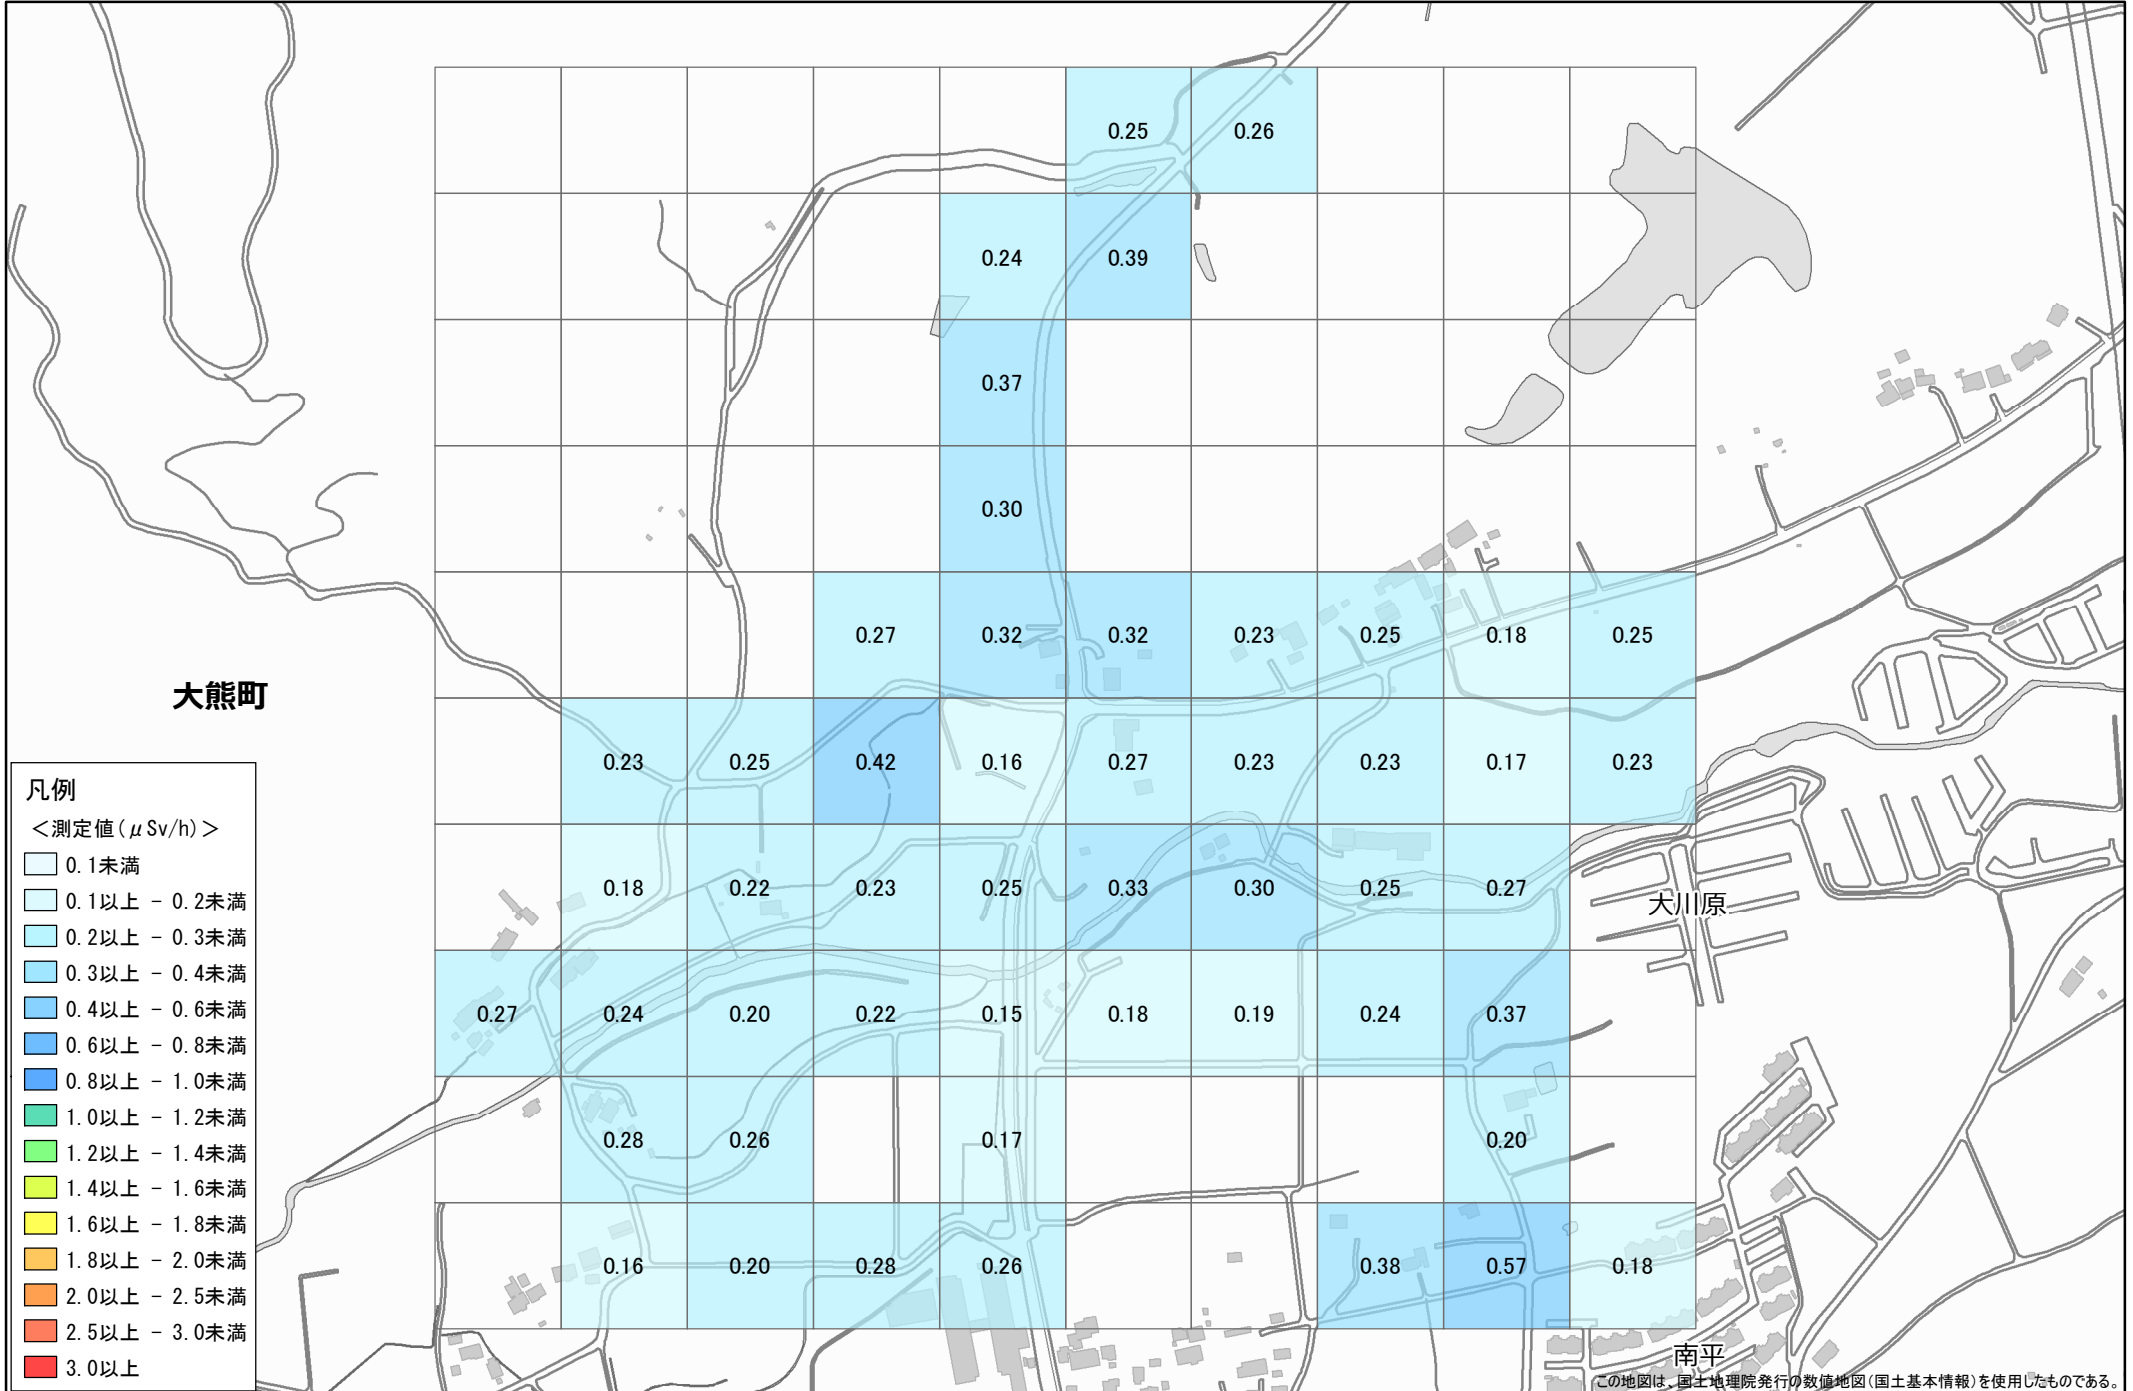 0.25 0.26
0.24 0.39
0.37
0.30
0.27 0.32 0.32 0.23 0.25 0.18 0.25
大熊町
0.23 0.25 0.42 0.16 0.27 0.23 0.23 0.17 0.23
0.18 0.22 0.23 0.25 0.33 0.30 0.25 0.27
大川原
0.27 0.24 0.20 0.22 0.15 0.18 0.19 0.24 0.37
0.28 0.26 0.17 0.20
0.16 0.20 0.28 0.26 0.38 0.57 0.18
南平
凡例
＜測定値(μSv/h)＞
0.1未満
0.1以上 - 0.2未満
0.2以上 - 0.3未満
0.3以上 - 0.4未満
0.4以上 - 0.6未満
0.6以上 - 0.8未満
0.8以上 - 1.0未満
1.0以上 - 1.2未満
1.2以上 - 1.4未満
1.4以上 - 1.6未満
1.6以上 - 1.8未満
1.8以上 - 2.0未満
2.0以上 - 2.5未満
2.5以上 - 3.0未満
3.0以上
この地図は、国土地理院発行の数値地図(国土基本情報)を使用したものである。